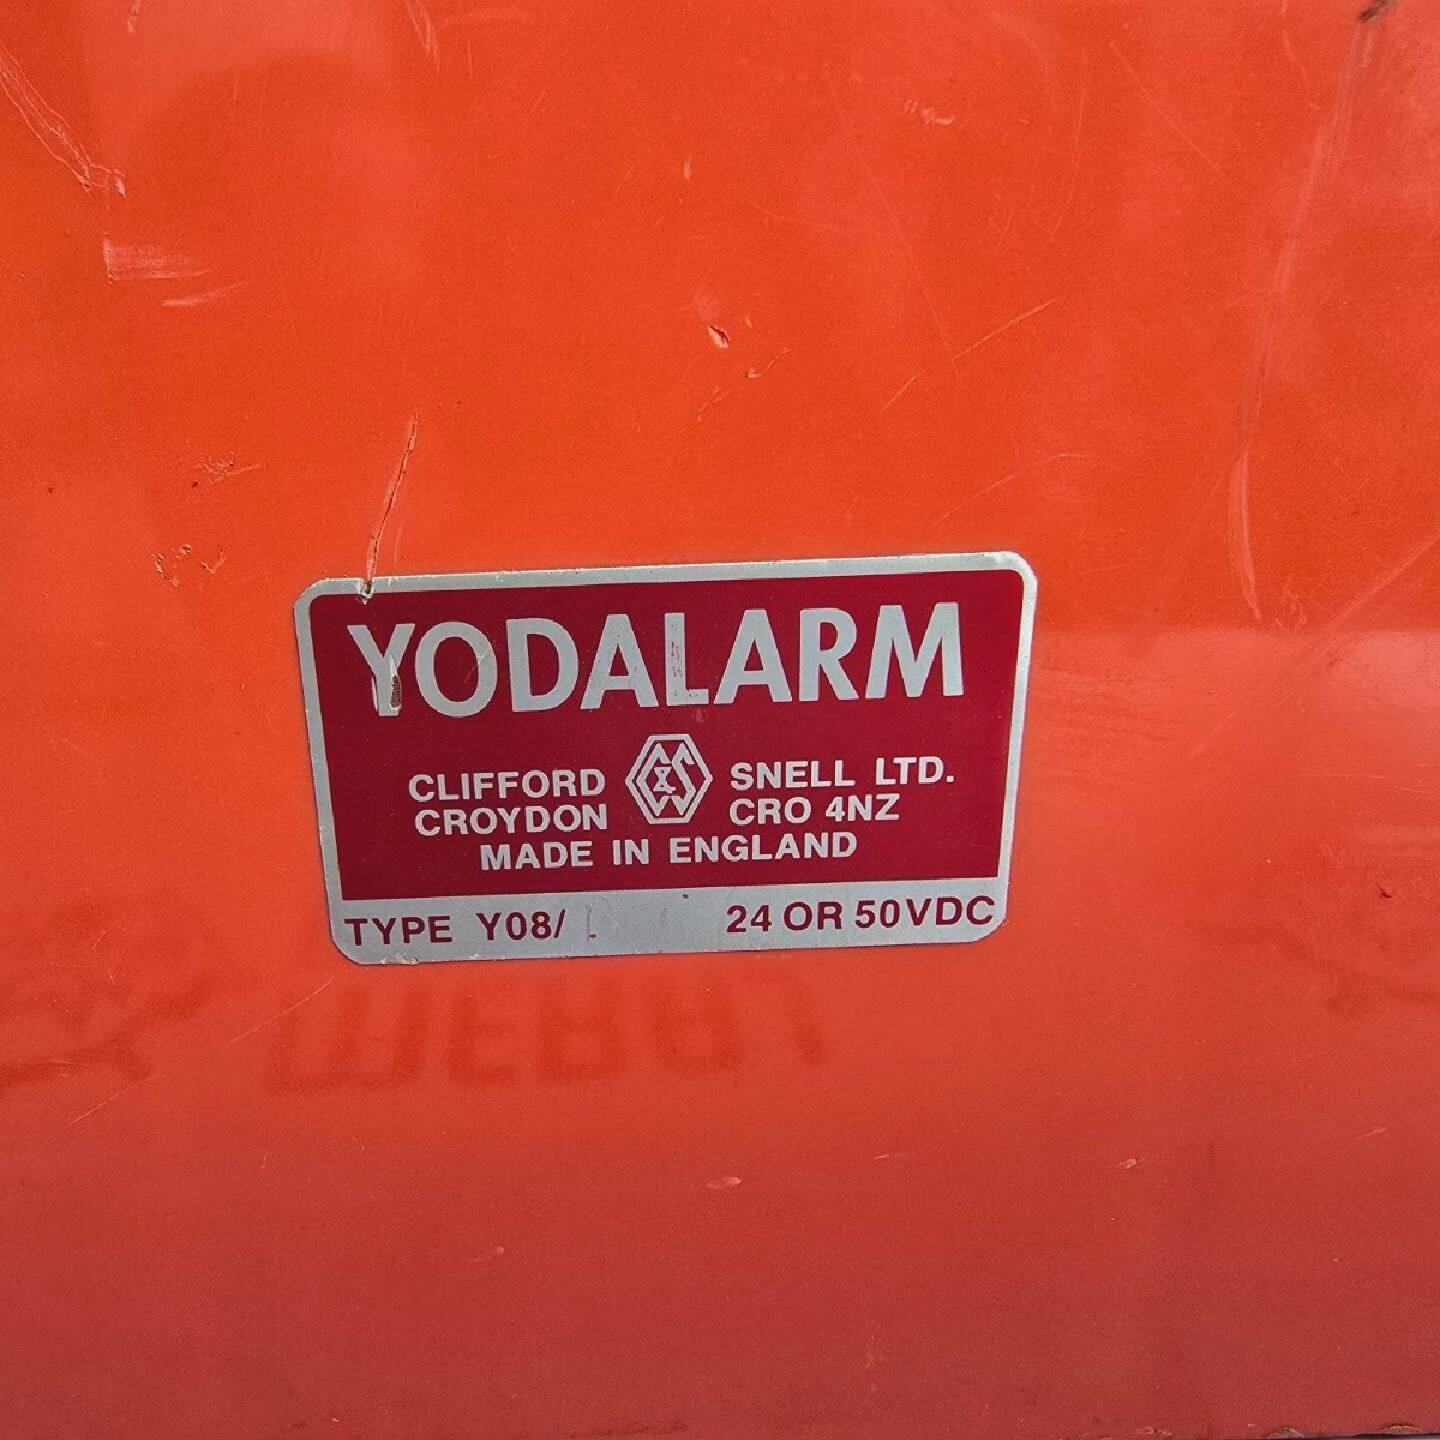 YODALARM
CLIFFORD C&S SNELL LTD.
CROYDON CRO 4NZ
MADE IN ENGLAND
TYPE Y08/ 24 OR 50VDC